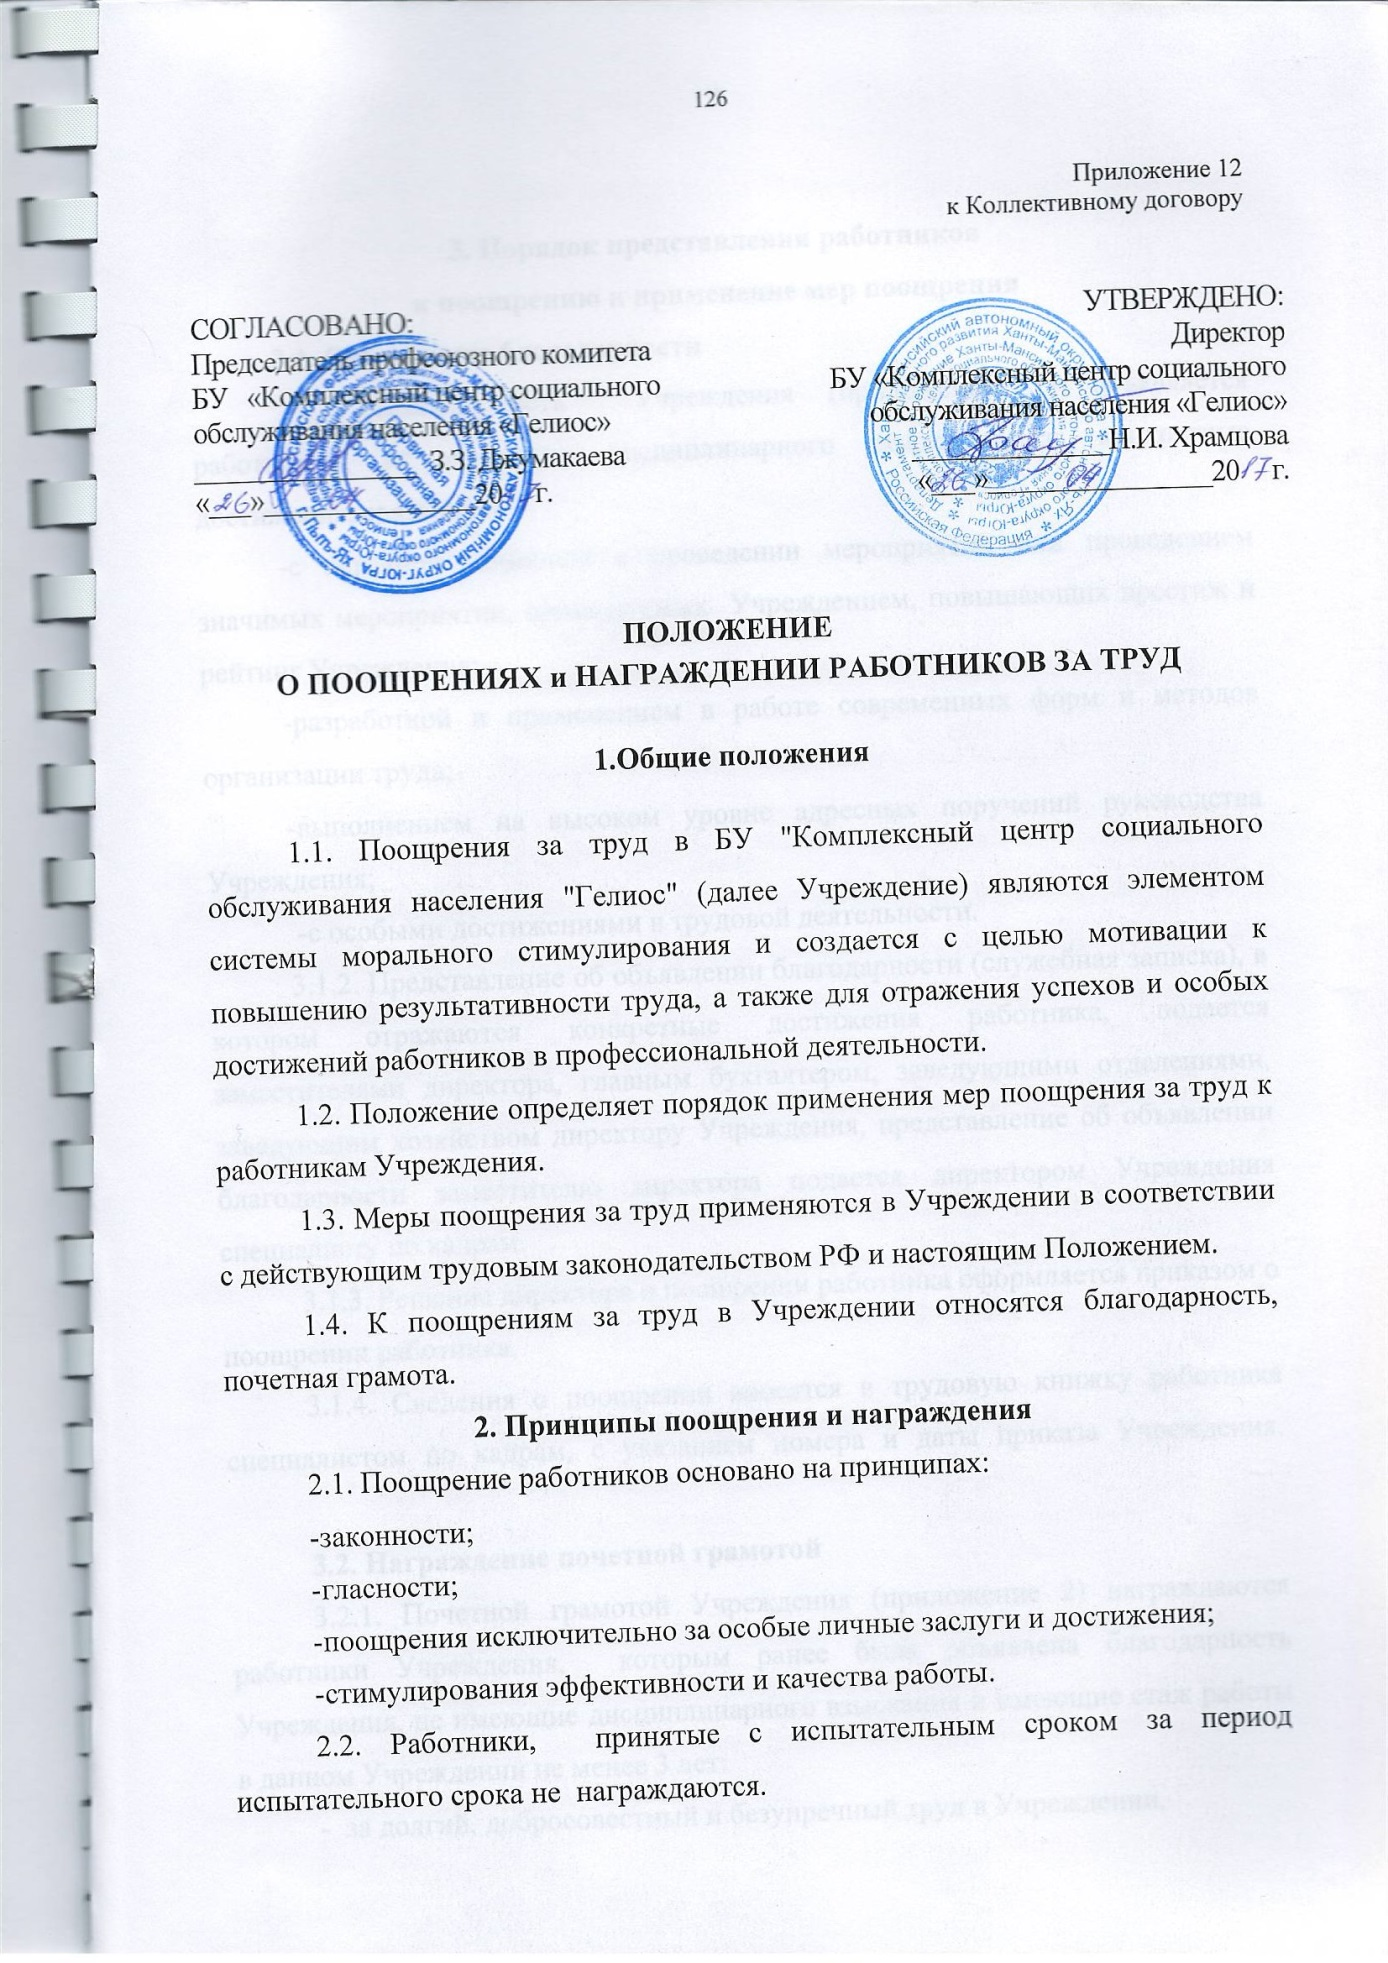 126
Приложение 12
к Коллективному договору
СОГЛАСОВАНО:
Председатель профсоюзного комитета
БУ «Комплексный центр социального
обслуживания населения «Гелиос»
З.З. Джумакаева
«26» 04 2017г.
УТВЕРЖДЕНО:
Директор
БУ «Комплексный центр социального
обслуживания населения «Гелиос»
Н.И. Храмцова
«26» 04 2017г.
ПОЛОЖЕНИЕ
О ПООЩРЕНИЯХ и НАГРАЖДЕНИИ РАБОТНИКОВ ЗА ТРУД
1.Общие положения
1.1. Поощрения за труд в БУ "Комплексный центр социального
обслуживания населения "Гелиос" (далее Учреждение) являются элементом
системы морального стимулирования и создается с целью мотивации к
повышению результативности труда, а также для отражения успехов и особых
достижений работников в профессиональной деятельности.
1.2. Положение определяет порядок применения мер поощрения за труд к
работникам Учреждения.
1.3. Меры поощрения за труд применяются в Учреждении в соответствии
с действующим трудовым законодательством РФ и настоящим Положением.
1.4. К поощрениям за труд в Учреждении относятся благодарность,
почетная грамота.
2. Принципы поощрения и награждения
2.1. Поощрение работников основано на принципах:
-законности;
-гласности;
-поощрения исключительно за особые личные заслуги и достижения;
-стимулирования эффективности и качества работы.
2.2. Работники, принятые с испытательным сроком за период
испытательного срока не награждаются.